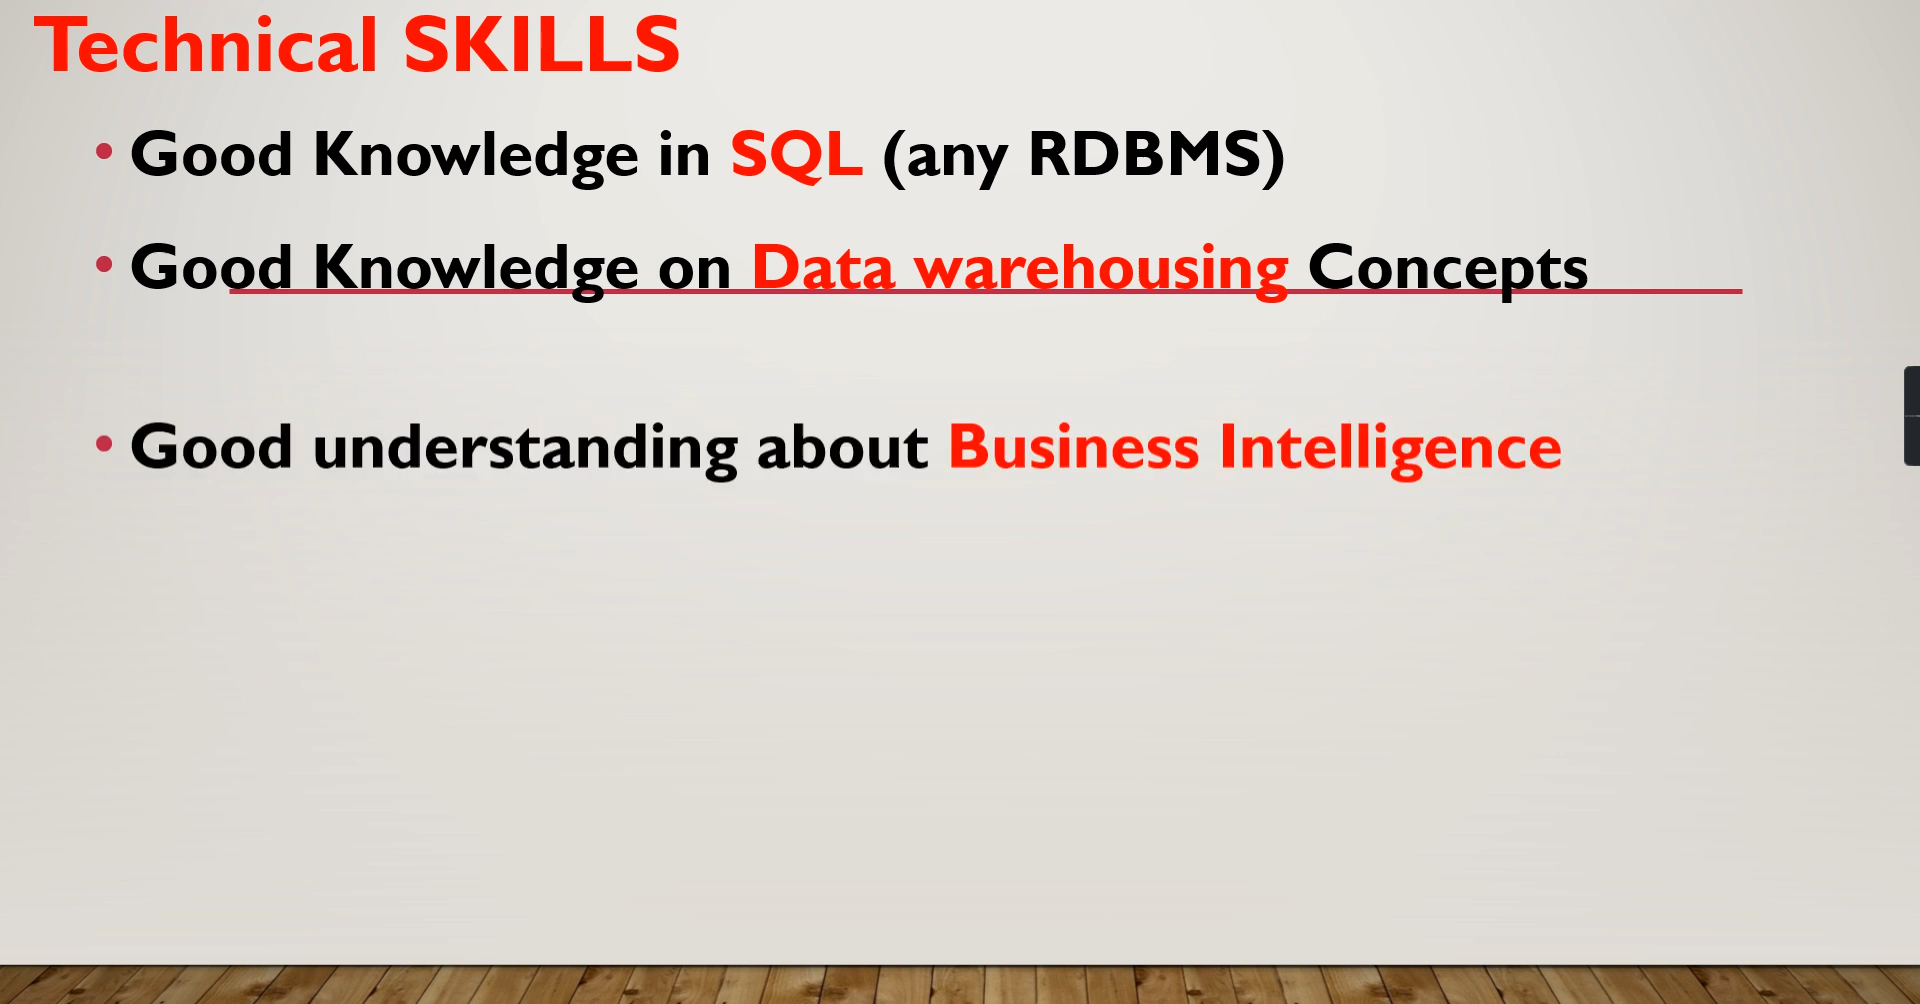 Technical SKILLS
• Good Knowledge in SQL (any RDBMS)
• Good Knowledge on Data warehousing Concepts
• Good understanding about Business Intelligence